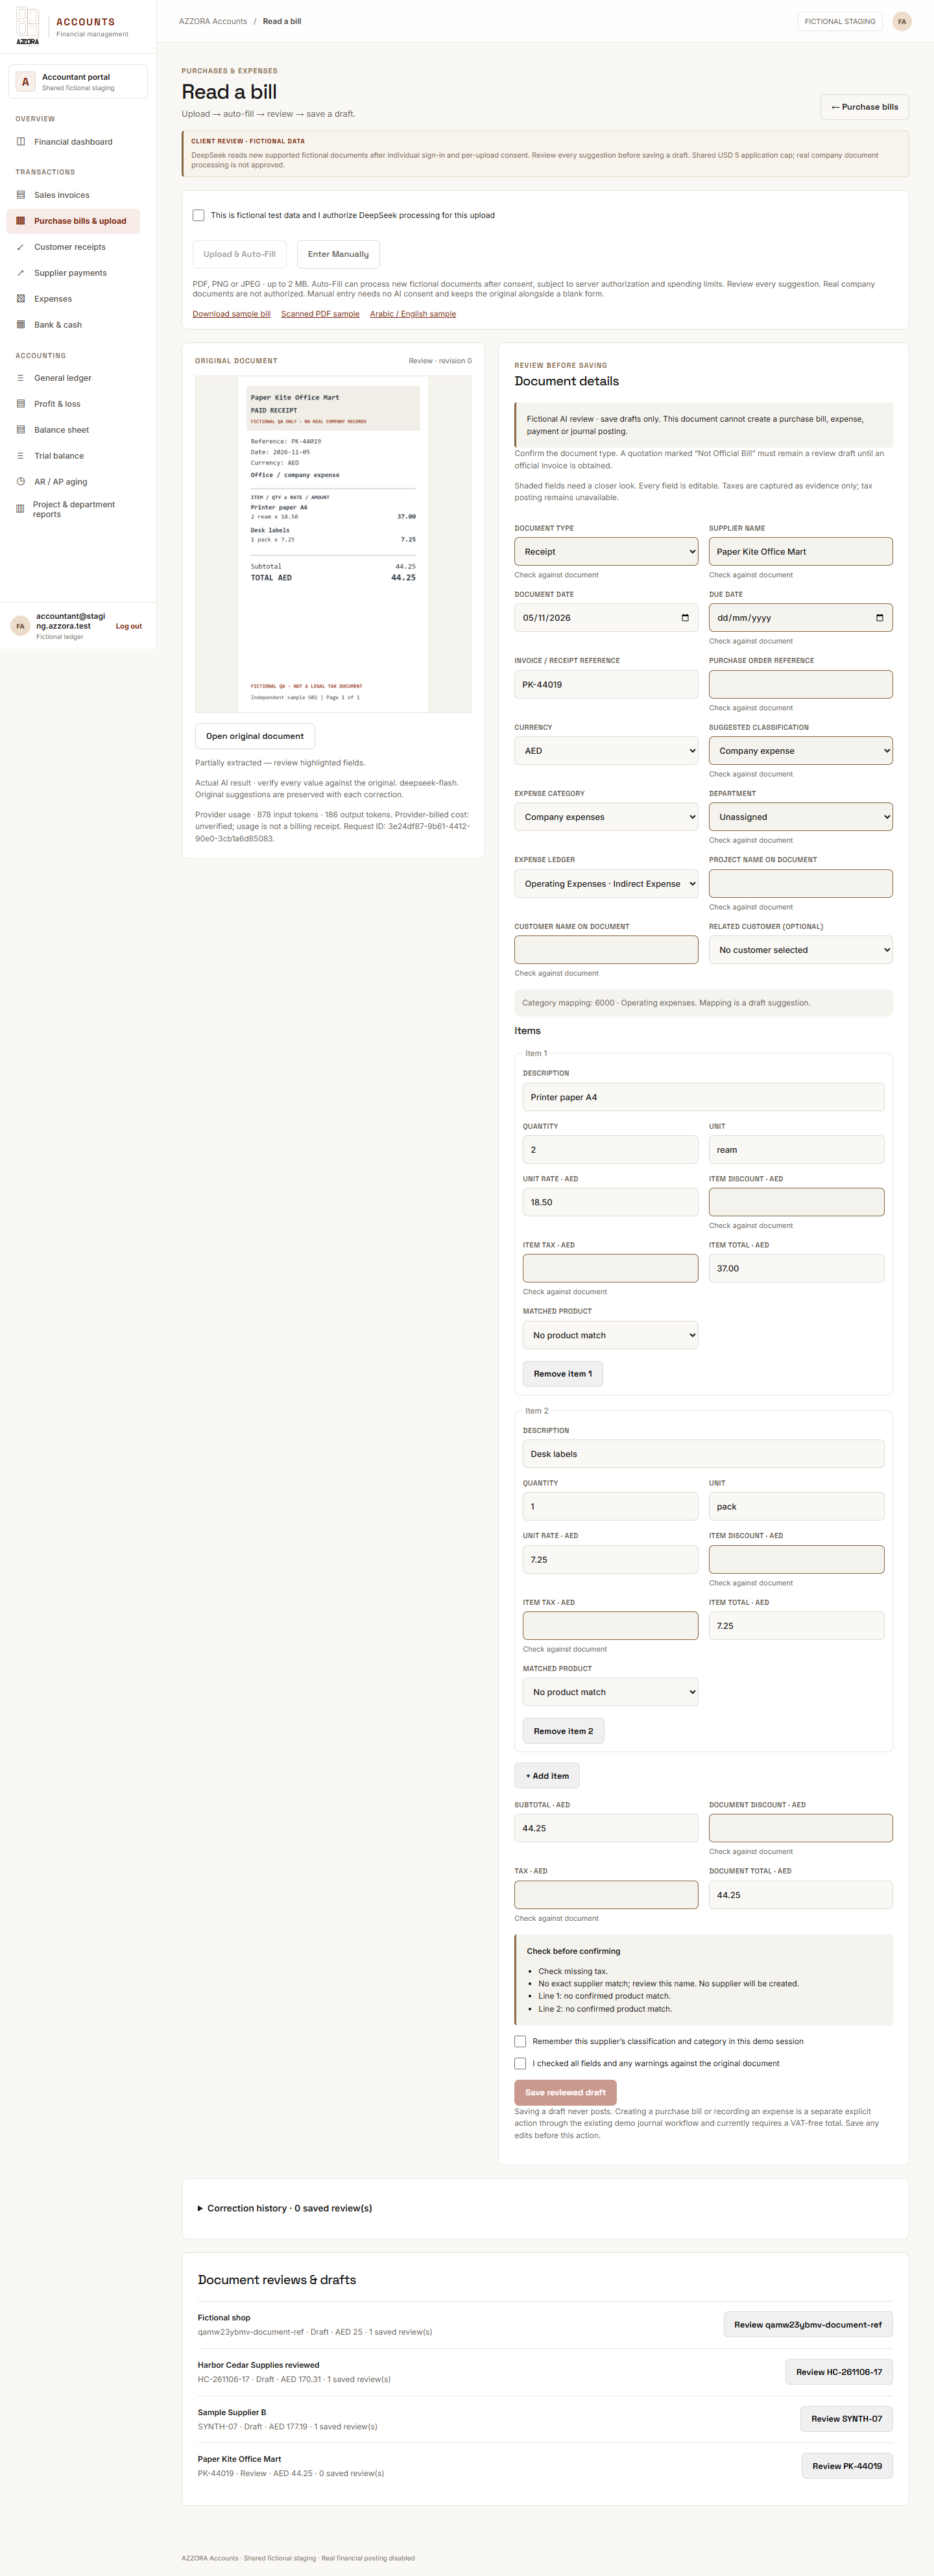 AZZORA
ACCOUNTS
Financial management
A
Accountant portal
Shared fictional staging
OVERVIEW
Financial dashboard
TRANSACTIONS
Sales invoices
Purchase bills & upload
Customer receipts
Supplier payments
Expenses
Bank & cash
ACCOUNTING
General ledger
Profit & loss
Balance sheet
Trial balance
AR / AP aging
Project & department
reports
FA
accountant@stagi
ng.azzora.test
Fictional ledger
Log out
AZZORA Accounts / Read a bill
FICTIONAL STAGING
FA
PURCHASES & EXPENSES
Read a bill
Upload → auto-fill → review → save a draft.
← Purchase bills
CLIENT REVIEW · FICTIONAL DATA
DeepSeek reads new supported fictional documents after individual sign-in and per-upload consent. Review every suggestion before saving a draft. Shared USD 5 application cap; real company document
processing is not approved.
This is fictional test data and I authorize DeepSeek processing for this upload
Upload & Auto-Fill
Enter Manually
PDF, PNG or JPEG · up to 2 MB. Auto-Fill can process new fictional documents after consent, subject to server authorization and spending limits. Review every suggestion. Real company
documents are not authorized. Manual entry needs no AI consent and keeps the original alongside a blank form.
Download sample bill
Scanned PDF sample
Arabic / English sample
ORIGINAL DOCUMENT
Review · revision 0
Paper Kite Office Mart
PAID RECEIPT
FICTIONAL QA ONLY - NO REAL COMPANY RECORDS
Reference: PK-44019
Date: 2026-11-05
Currency: AED
Office / company expense
ITEM / QTY x RATE / AMOUNT
Printer paper A4
2 ream x 18.50 37.00
Desk labels
1 pack x 7.25 7.25
Subtotal 44.25
TOTAL AED 44.25
FICTIONAL QA - NOT A LEGAL TAX DOCUMENT
Independent sample G02 | Page 1 of 1
Open original document
Partially extracted — review highlighted fields.
Actual AI result · verify every value against the original. deepseek-flash.
Original suggestions are preserved with each correction.
Provider usage · 878 input tokens · 186 output tokens. Provider-billed cost:
unverified; usage is not a billing receipt. Request ID: 3e24df87-9b61-4412-
90e0-3cb1a6d85083.
REVIEW BEFORE SAVING
Document details
Fictional AI review · save drafts only. This document cannot create a purchase bill, expense,
payment or journal posting.
Confirm the document type. A quotation marked “Not Official Bill” must remain a review draft until an
official invoice is obtained.
Shaded fields need a closer look. Every field is editable. Taxes are captured as evidence only; tax
posting remains unavailable.
DOCUMENT TYPE
Receipt
Check against document
SUPPLIER NAME
Paper Kite Office Mart
Check against document
DOCUMENT DATE
05/11/2026
DUE DATE
dd/mm/yyyy
Check against document
INVOICE / RECEIPT REFERENCE
PK-44019
PURCHASE ORDER REFERENCE
Check against document
CURRENCY
AED
SUGGESTED CLASSIFICATION
Company expense
Check against document
EXPENSE CATEGORY
Company expenses
DEPARTMENT
Unassigned
Check against document
EXPENSE LEDGER
Operating Expenses · Indirect Expense
PROJECT NAME ON DOCUMENT
Check against document
CUSTOMER NAME ON DOCUMENT
Check against document
RELATED CUSTOMER (OPTIONAL)
No customer selected
Category mapping: 6000 · Operating expenses. Mapping is a draft suggestion.
Items
Item 1
DESCRIPTION
Printer paper A4
QUANTITY
2
UNIT
ream
UNIT RATE · AED
18.50
ITEM DISCOUNT · AED
Check against document
ITEM TAX · AED
Check against document
ITEM TOTAL · AED
37.00
MATCHED PRODUCT
No product match
Remove item 1
Item 2
DESCRIPTION
Desk labels
QUANTITY
1
UNIT
pack
UNIT RATE · AED
7.25
ITEM DISCOUNT · AED
Check against document
ITEM TAX · AED
Check against document
ITEM TOTAL · AED
7.25
MATCHED PRODUCT
No product match
Remove item 2
+ Add item
SUBTOTAL · AED
44.25
DOCUMENT DISCOUNT · AED
Check against document
TAX · AED
Check against document
DOCUMENT TOTAL · AED
44.25
Check before confirming
• Check missing tax.
• No exact supplier match; review this name. No supplier will be created.
• Line 1: no confirmed product match.
• Line 2: no confirmed product match.
Remember this supplier’s classification and category in this demo session
I checked all fields and any warnings against the original document
Save reviewed draft
Saving a draft never posts. Creating a purchase bill or recording an expense is a separate explicit
action through the existing demo journal workflow and currently requires a VAT-free total. Save any
edits before this action.
Correction history · 0 saved review(s)
Document reviews & drafts
Fictional shop
qamw23ybmv-document-ref · Draft · AED 25 · 1 saved review(s)
Review qamw23ybmv-document-ref
Harbor Cedar Supplies reviewed
HC-261106-17 · Draft · AED 170.31 · 1 saved review(s)
Review HC-261106-17
Sample Supplier B
SYNTH-07 · Draft · AED 177.19 · 1 saved review(s)
Review SYNTH-07
Paper Kite Office Mart
PK-44019 · Review · AED 44.25 · 0 saved review(s)
Review PK-44019
AZZORA Accounts · Shared fictional staging · Real financial posting disabled